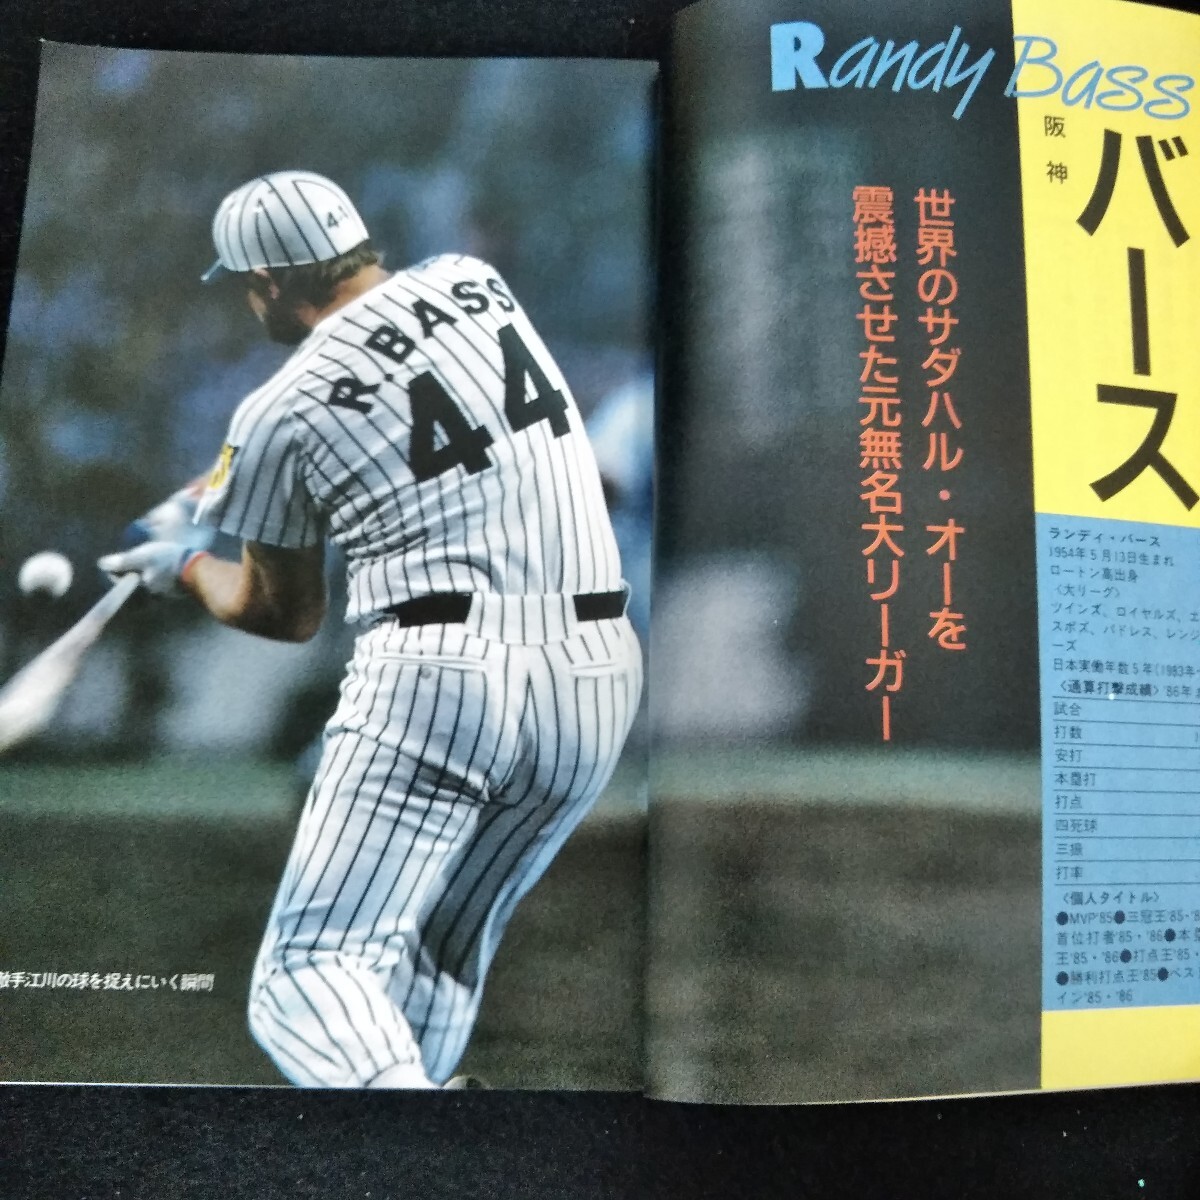 Randy Bass
阪神
バース
世界のサダハル・オーを
震撼させた元無名大リーガー
44
R.BASS
44
手江川の球を捉えにいく瞬間
ランディ・バース
1954年5月13日生まれ
ロートン高出身
〈大リーグ〉
ツインズ、ロイヤルズ、エ
スポズ、パドレス、レンジ
ーズ
日本実働年数5年(1983年
〈通算打撃成績〉'86年
試合
打数
安打
本塁打
打点
四死球
三振
打率
〈個人タイトル〉
●MVP'85●三冠王'85・'8
首位打者'85・'86●本塁
王'85・'86●打点王'85・
●勝利打点王'85●ベス
イン'85・'86